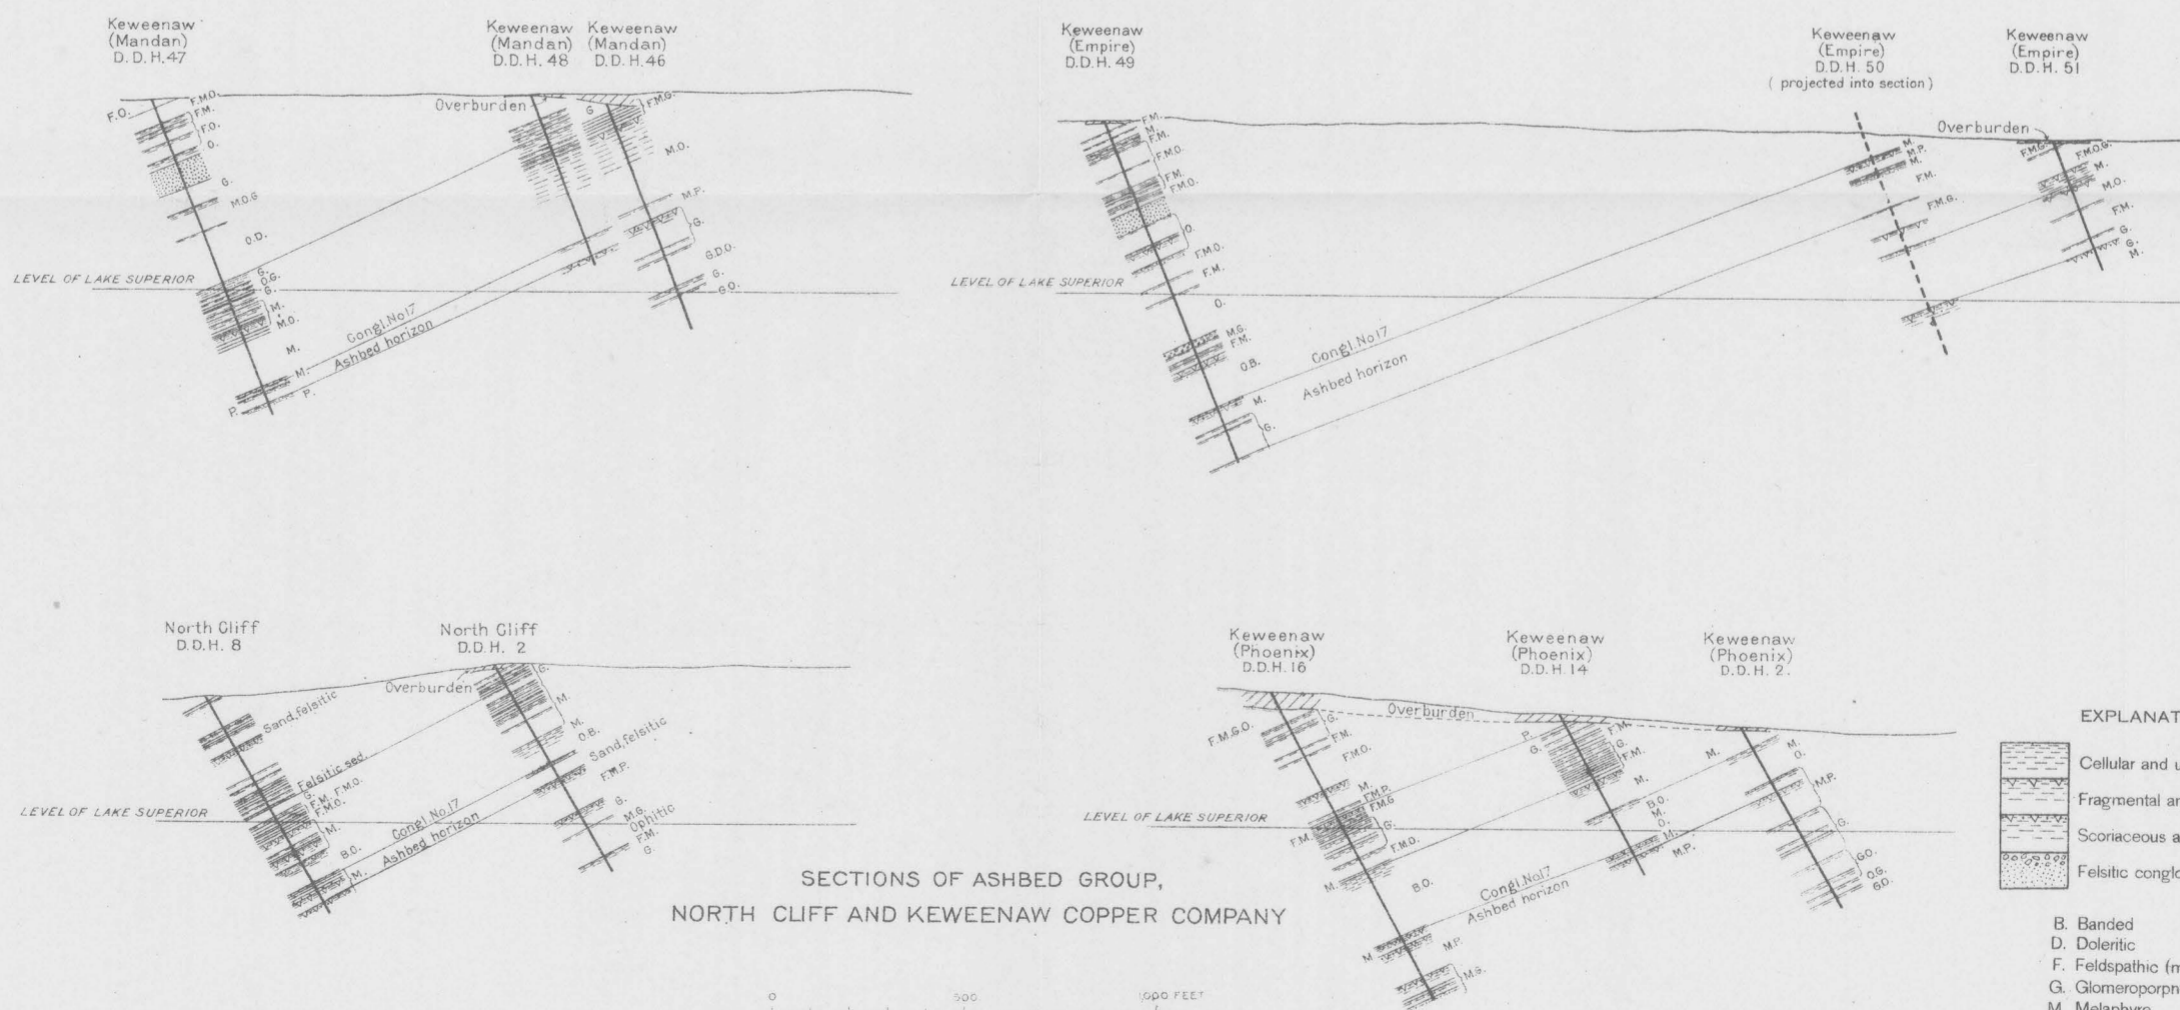 Keweenaw
(Mandan)
D.D.H.47
Keweenaw
(Mandan)
D.D.H. 48
Keweenaw
(Mandan)
D.D.H.46
Overburden
F.O.
F.M.O.
F.M.
F.O.
O.
G.
M.O.G
O.D.
G.
D.G.
G.
M.
M.O.
M.
M.
P.
P.
G.
F.M.G.
M.O.
M.P.
G.
G.D.O.
G.
G.O.
LEVEL OF LAKE SUPERIOR
Congl.No17
Ashbed horizon
Keweenaw
(Empire)
D.D.H. 49
Keweenaw
(Empire)
D.D.H. 50
( projected into section )
Keweenaw
(Empire)
D.D.H. 51
Overburden
F.M.
M.
F.M.
F.M.O.
F.M.
F.M.O.
O.
F.M.O.
F.M.
O.
M.G.
F.M.
O.B.
M.
G.
M.
M.P.
M.
F.M.
F.M.G.
F.M.G.
F.M.O.G.
M.
M.O.
F.M.
G.
G.
M.
LEVEL OF LAKE SUPERIOR
Congl.No17
Ashbed horizon
North Cliff
D.D.H. 8
North Cliff
D.D.H. 2
Overburden
Sand, felsitic
Felsitic sed.
G.
F.M. F.M.O.
F.M.O.
M.
B.O.
M.
G.
M.
M.
O.B.
Sand, felsitic
F.M.P.
G.
M.G.
Ophitic
F.M.
G.
LEVEL OF LAKE SUPERIOR
Congl.No17
Ashbed horizon
Keweenaw
(Phoenix)
D.D.H.16
Keweenaw
(Phoenix)
D.D.H.14
Keweenaw
(Phoenix)
D.D.H. 2.
Overburden
F.M.G.O.
G.
F.M.
F.M.O.
M.
F.M.P.
F.M.G
G.
F.M.
F.M.O.
M.
B.O.
M.
M.P.
M.G.
P.
G.
F.M.
G.
F.M.
M.
B.O.
M.
O.
M.
M.P.
M.
M.
O.
M.P.
G.
G.O.
O.G.
G.O.
LEVEL OF LAKE SUPERIOR
Congl.No17
Ashbed horizon
SECTIONS OF ASHBED GROUP,
NORTH CLIFF AND KEWEENAW COPPER COMPANY
0 500 1000 FEET
EXPLANAT
Cellular and u
Fragmental an
Scoriaceous a
Felsitic conglo
B. Banded
D. Doleritic
F. Feldspathic (m
G. Glomeroporph
M. Melaphyre